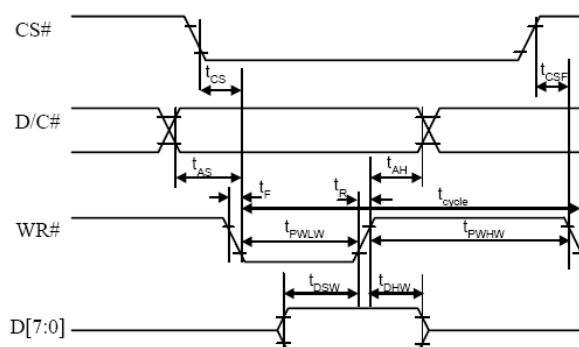 CS#
tCS
tCSF
D/C#
tAS
tAH
tF
tR
tcycle
WR#
tPWLW
tPWHW
tDSW
tDHW
D[7:0]